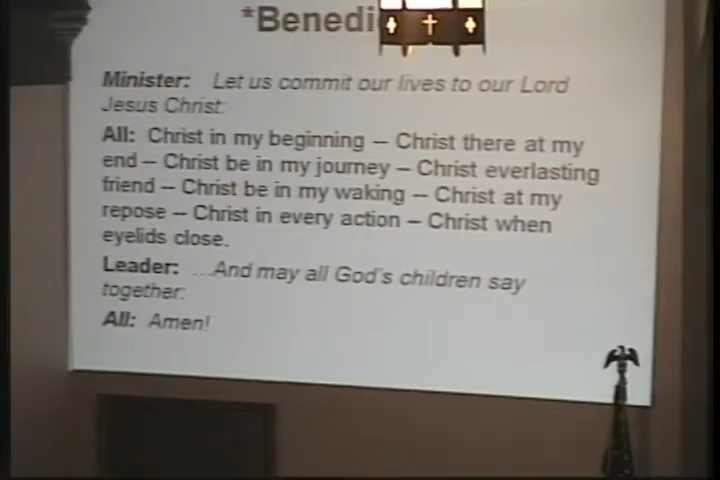 *Benedi
Minister: Let us commit our lives to our Lord
Jesus Christ:
All: Christ in my beginning – Christ there at my
end – Christ be in my journey – Christ everlasting
friend – Christ be in my waking – Christ at my
repose – Christ in every action – Christ when
eyelids close.
Leader: ...And may all God's children say
together:
All: Amen!